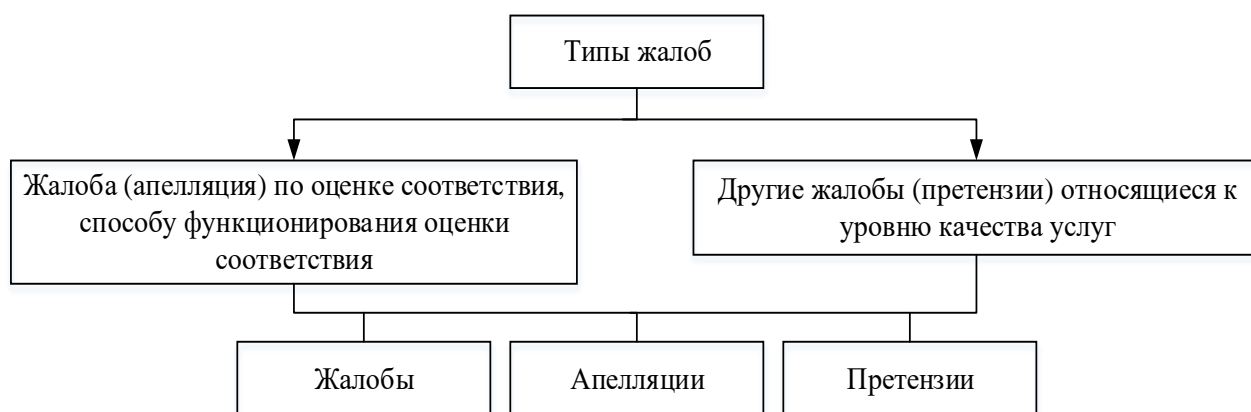 Типы жалоб
Жалоба (апелляция) по оценке соответствия,
способу функционирования оценки
соответствия
Другие жалобы (претензии) относящиеся к
уровню качества услуг
Жалобы
Апелляции
Претензии